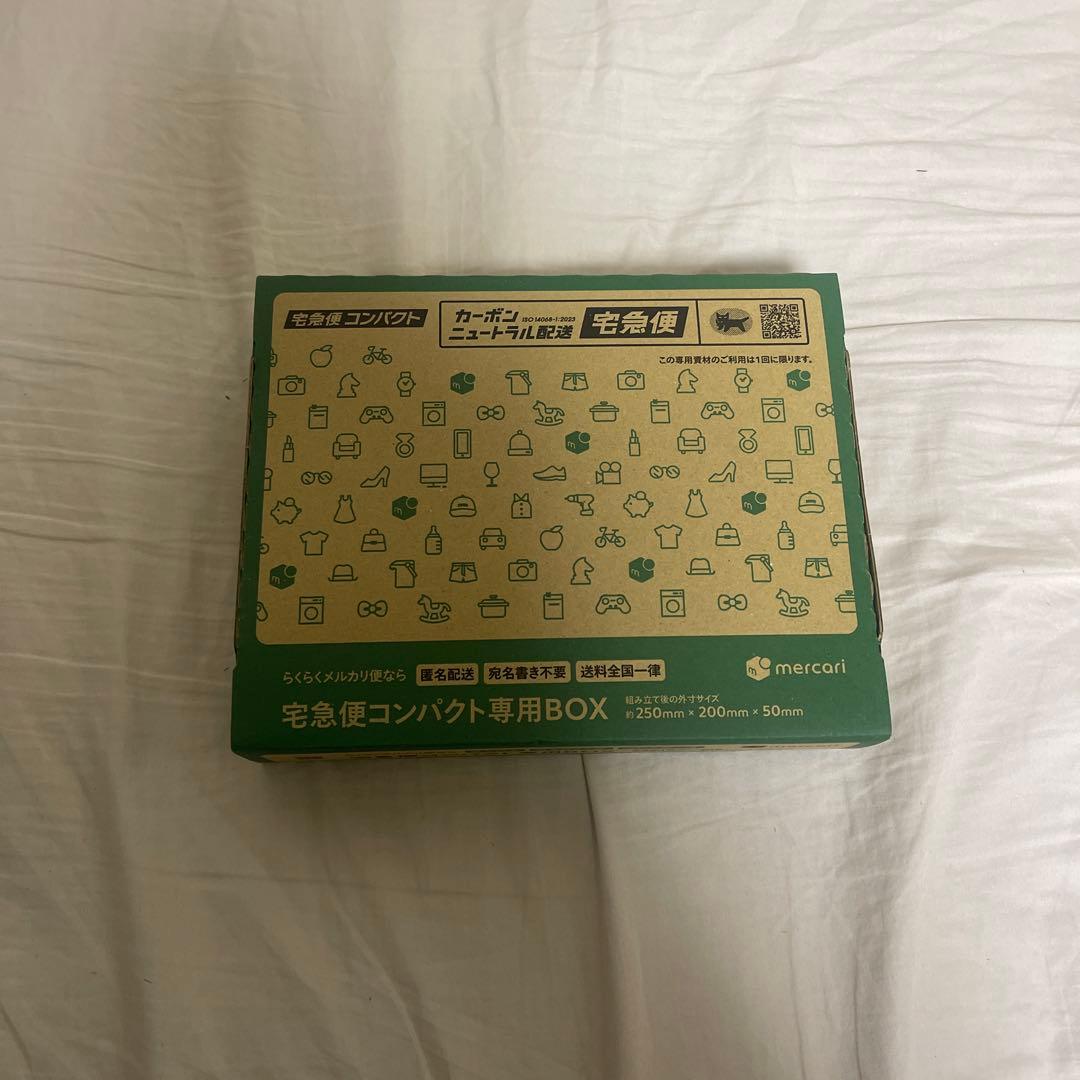 宅急便 コンパクト
カーボン ISO 14068-1:2023
ニュートラル配送
宅急便
この専用資材のご利用は1回に限ります。
らくらくメルカリ便なら 匿名配送 宛名書き不要 送料全国一律
mercari
宅急便コンパクト専用BOX
組み立て後の外寸サイズ
約250mm×200mm×50mm